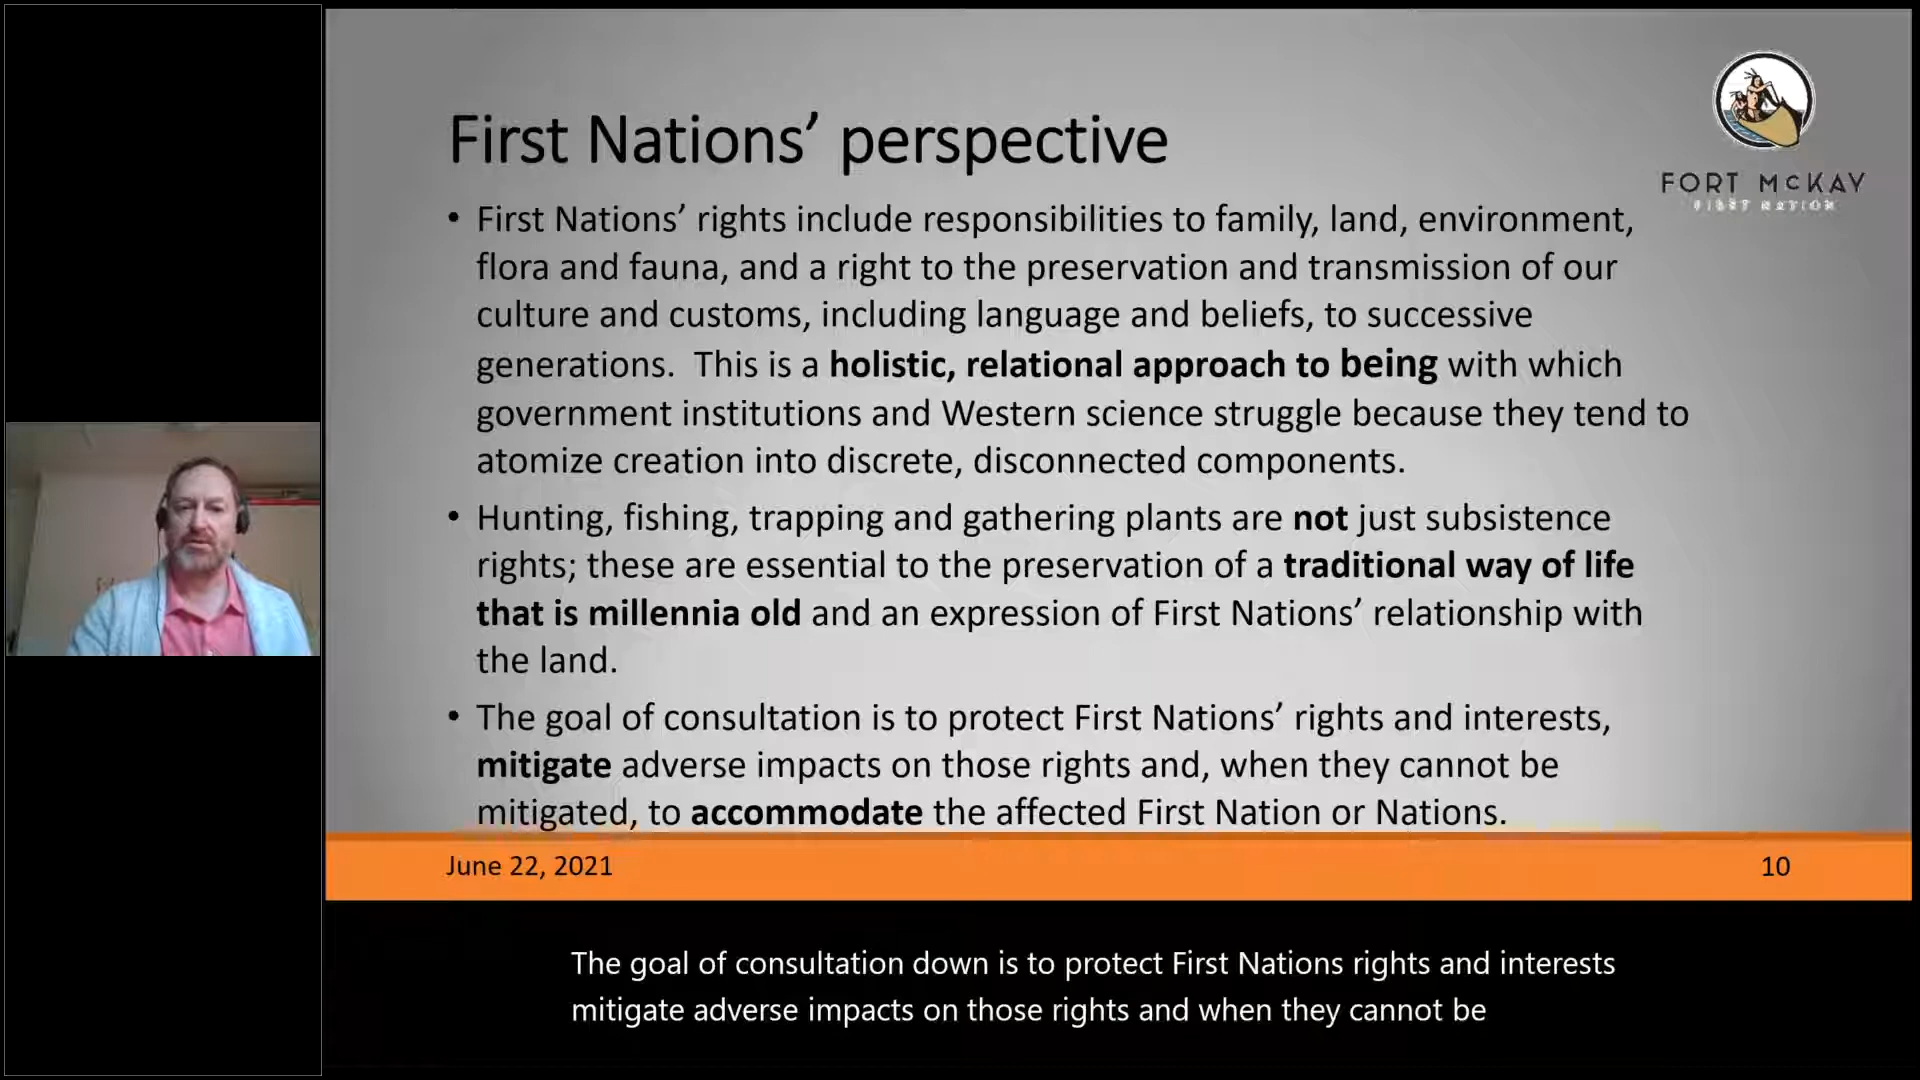 First Nations’ perspective
FORT McKAY
FIRST NATION
• First Nations’ rights include responsibilities to family, land, environment,
flora and fauna, and a right to the preservation and transmission of our
culture and customs, including language and beliefs, to successive
generations.  This is a holistic, relational approach to being with which
government institutions and Western science struggle because they tend to
atomize creation into discrete, disconnected components.
• Hunting, fishing, trapping and gathering plants are not just subsistence
rights; these are essential to the preservation of a traditional way of life
that is millennia old and an expression of First Nations’ relationship with
the land.
• The goal of consultation is to protect First Nations’ rights and interests,
mitigate adverse impacts on those rights and, when they cannot be
mitigated, to accommodate the affected First Nation or Nations.
June 22, 2021
10
The goal of consultation down is to protect First Nations rights and interests
mitigate adverse impacts on those rights and when they cannot be